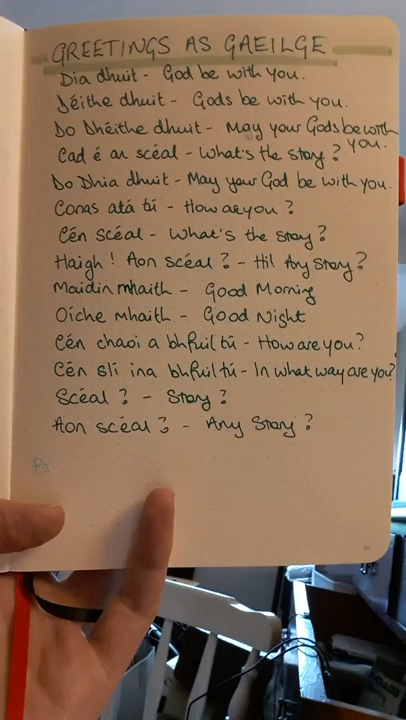 GREETINGS AS GAEILGE
Dia dhuit - God be with you.
Déithe dhuit - Gods be with you.
Do Dhéithe dhuit - May your Gods be with you.
Cad é an scéal - What's the story?
Do Dhia dhuit - May your God be with you.
Conas atá tú - How are you?
Cén scéal - What's the story?
Haigh! Aon scéal? - Hi! Any Story?
Maidin mhaith - Good Morning
Oíche mhaith - Good Night
Cén chaoi a bhfuil tú - How are you?
Cén slí ina bhfuil tú - In what way are you?
Scéal? - Story?
Aon scéal? - Any Story?